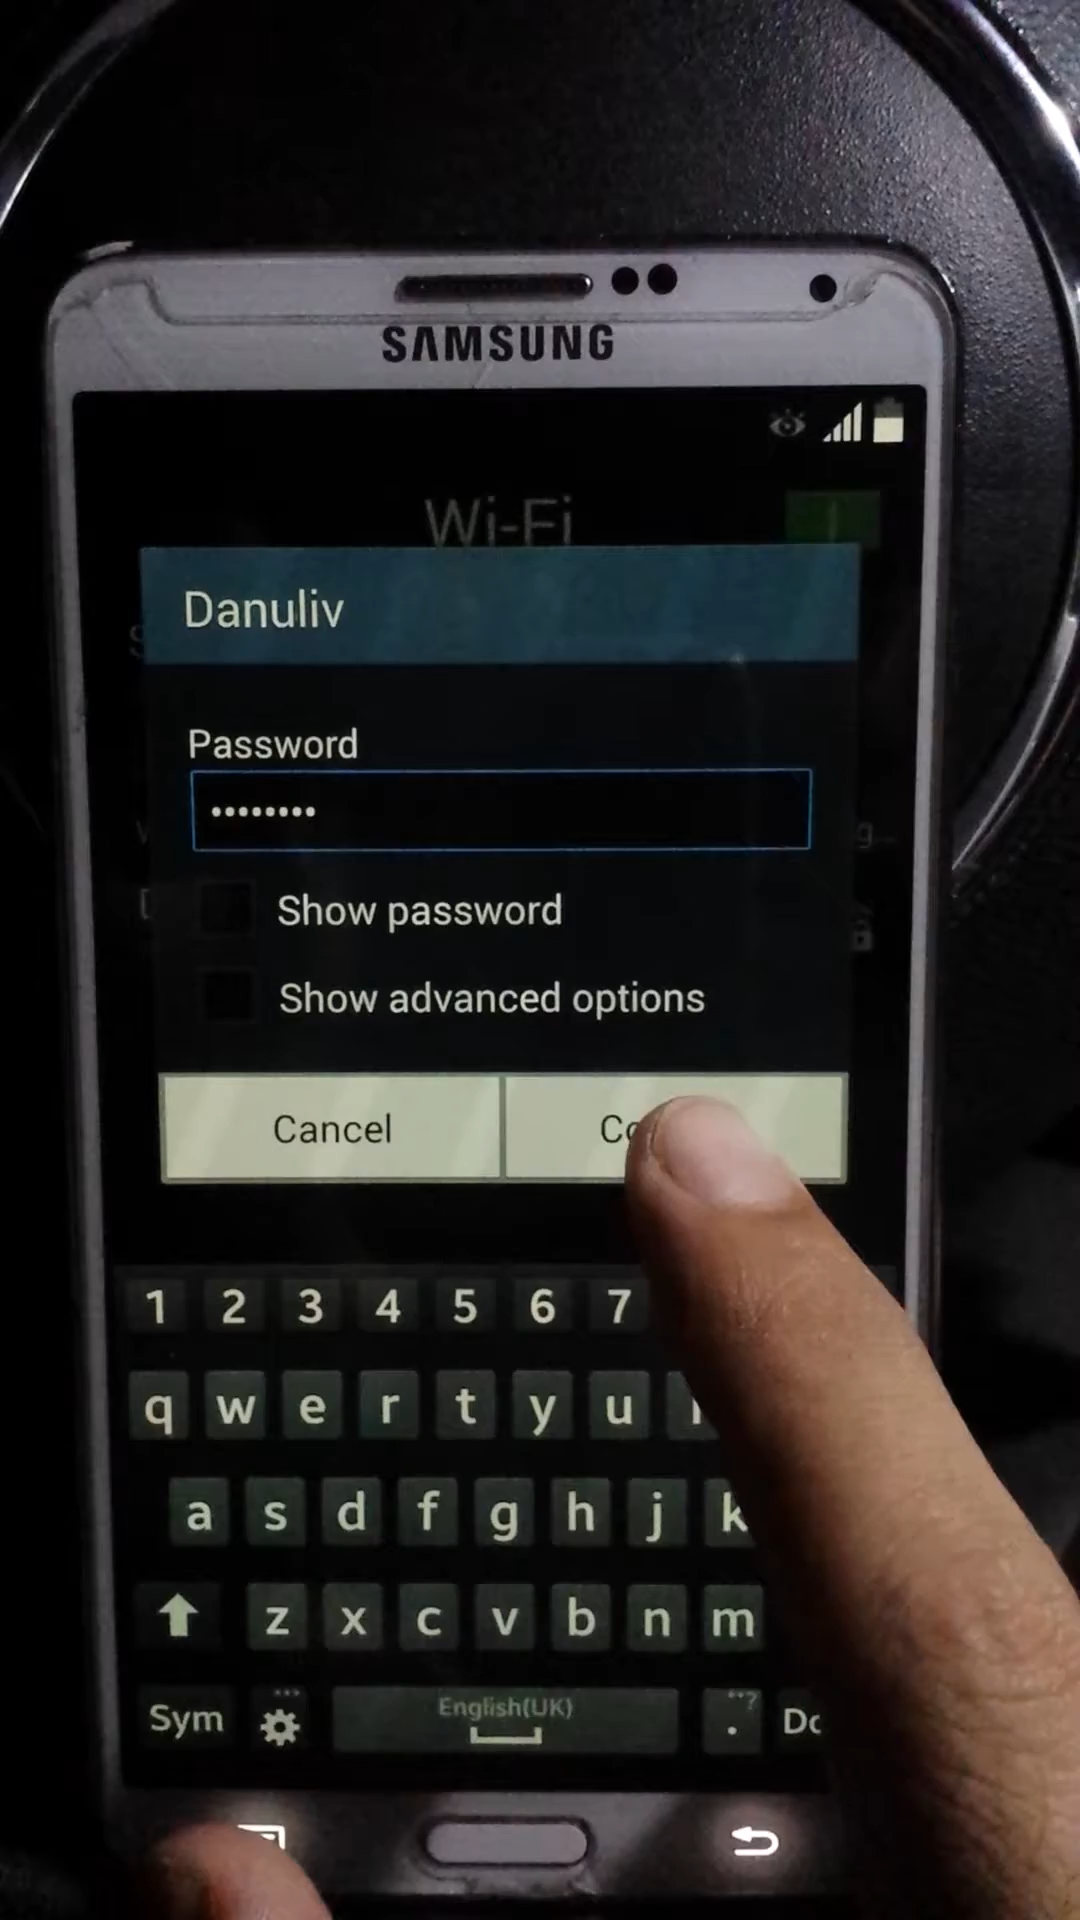 SAMSUNG
Wi-Fi
Danuliv
Password
••••••••
Show password
Show advanced options
Cancel
1 2 3 4 5 6 7
q w e r t y u
a s d f g h j k
z x c v b n m
Sym
English(UK)
. ?